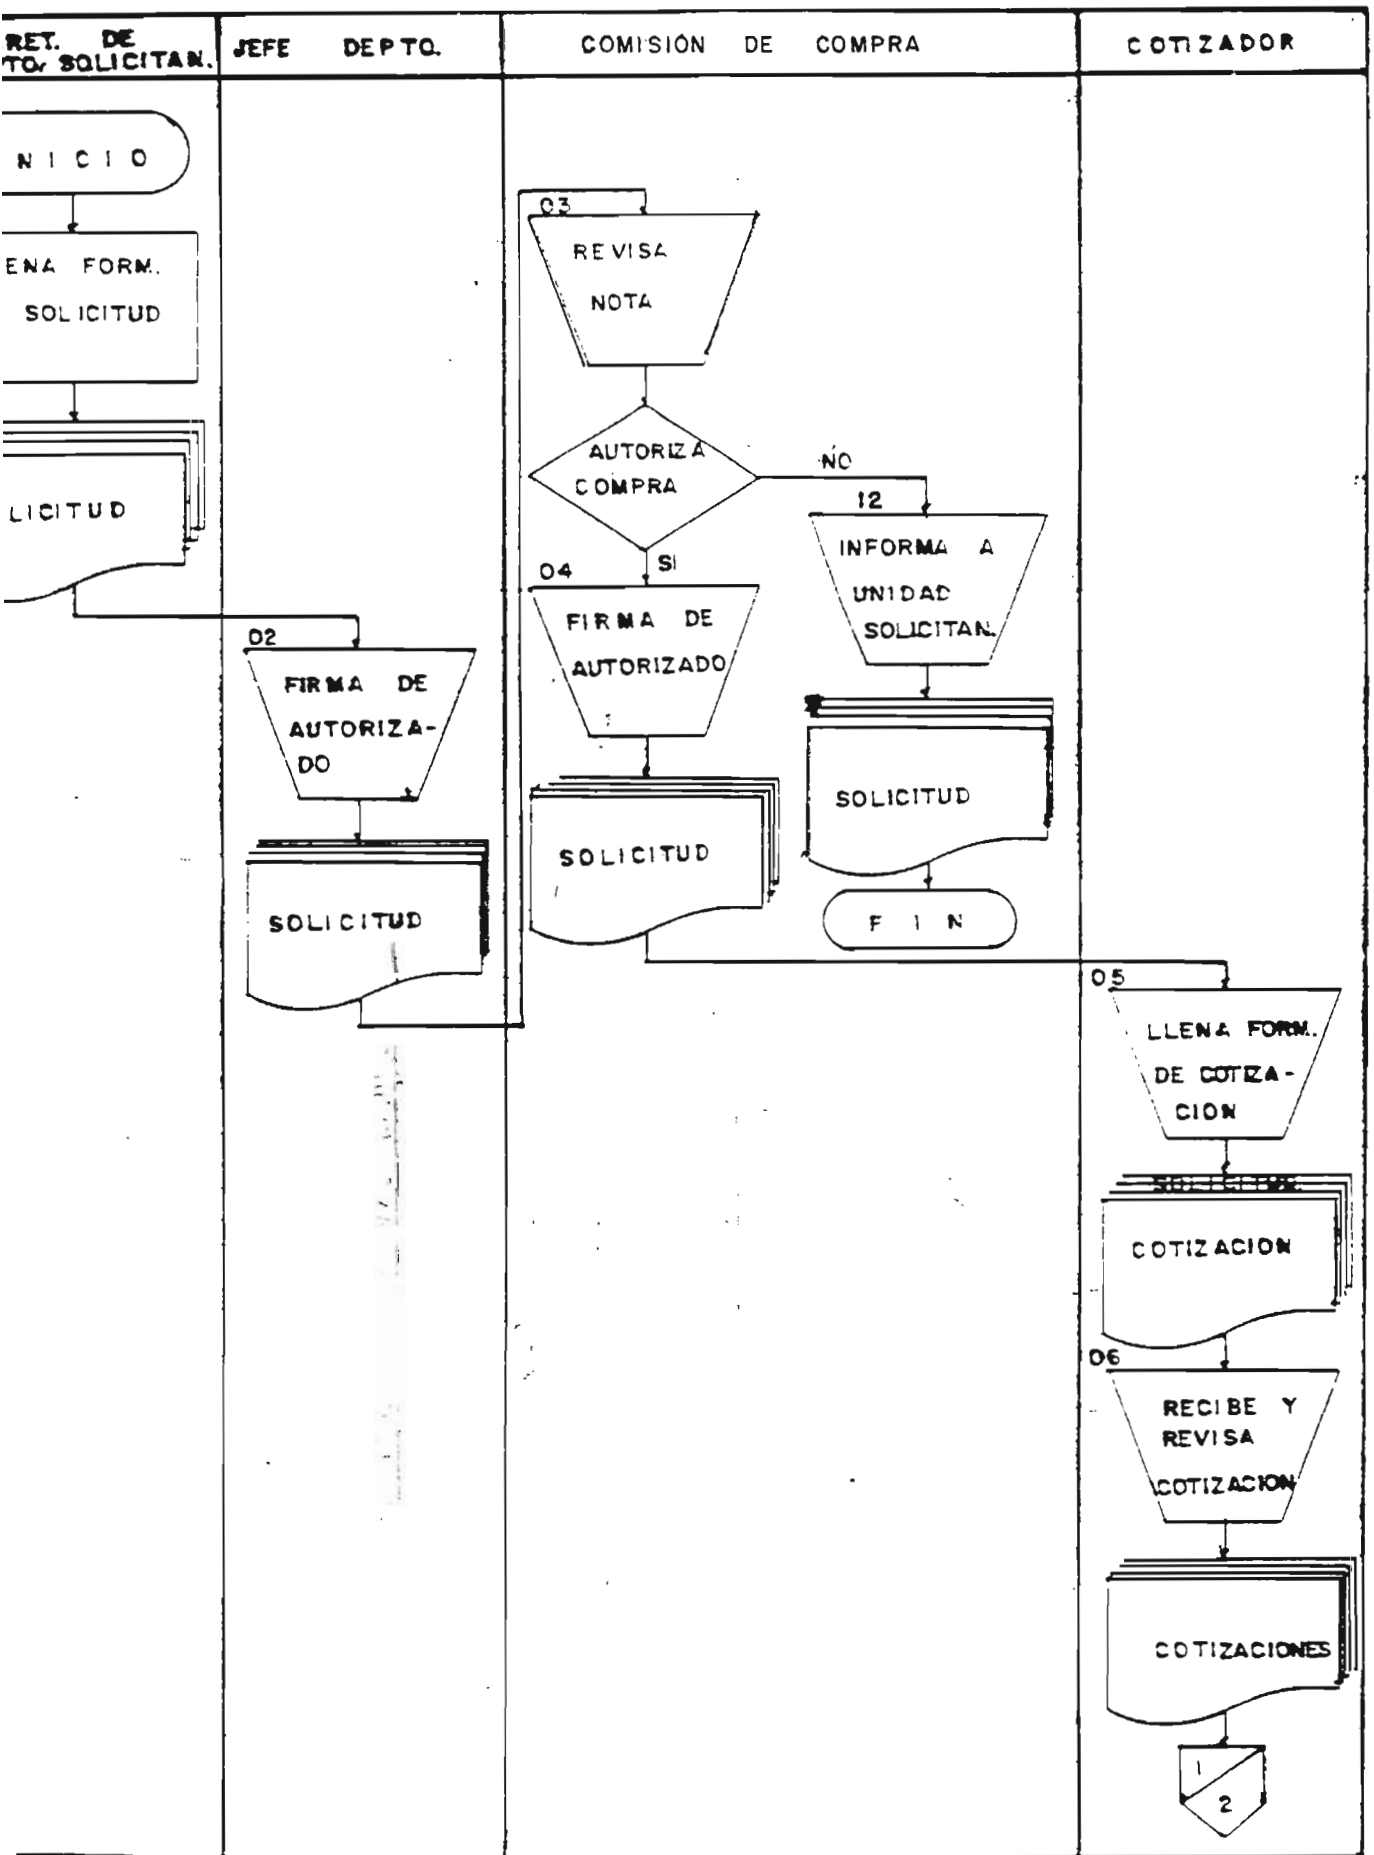 RET. DE
TO. SOLICITAN.
JEFE DEPTO.
COMISIÓN DE COMPRA
COTIZADOR
NICIO
ENA FORM.
SOLICITUD
LICITUD
02
FIRMA DE
AUTORIZA-
DO
SOLICITUD
03
REVISA
NOTA
AUTORIZA
COMPRA
NO
SI
04
FIRMA DE
AUTORIZADO
SOLICITUD
12
INFORMA A
UNIDAD
SOLICITAN.
SOLICITUD
FIN
05
LLENA FORM.
DE COTIZA-
CION
COTIZACION
06
RECIBE Y
REVISA
COTIZACION
COTIZACIONES
1
2